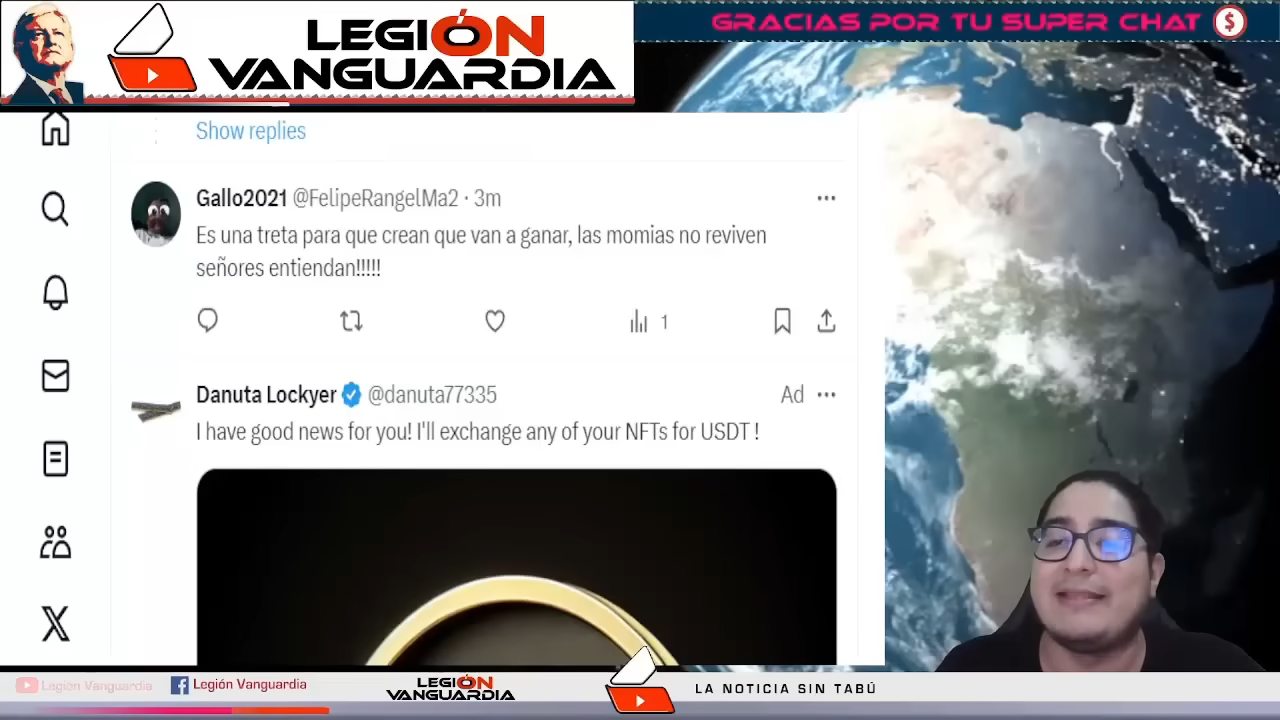 LEGIÓN
VANGUARDIA
GRACIAS POR TU SUPER CHAT
$
Show replies
Gallo2021 @FelipeRangelMa2 · 3m
Es una treta para que crean que van a ganar, las momias no reviven
señores entiendan!!!!!
1
Danuta Lockyer @danuta77335
Ad
I have good news for you! I'll exchange any of your NFTs for USDT !
Legión Vanguardia
Legión Vanguardia
LEGIÓN
VANGUARDIA
LA NOTICIA SIN TABÚ